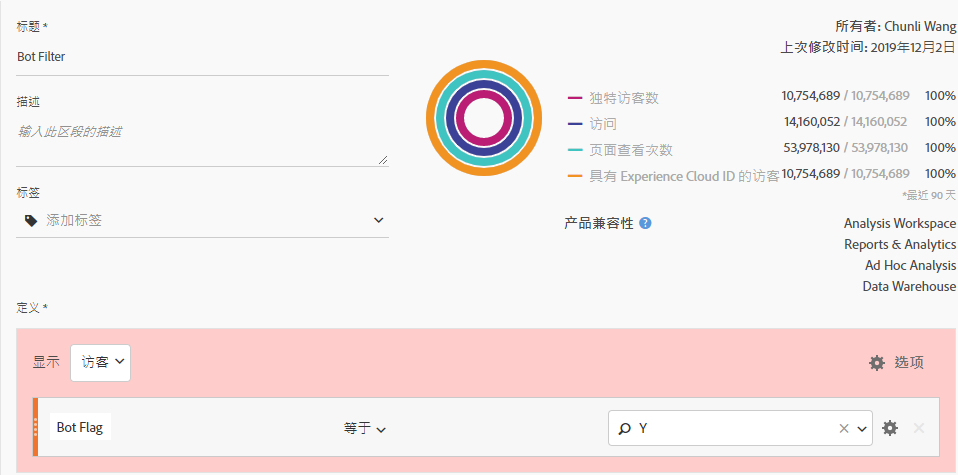 标题 *
Bot Filter
描述
输入此区段的描述
标签
添加标签
所有者: Chunli Wang
上次修改时间: 2019年12月2日
独特访客数 10,754,689 / 10,754,689 100%
访问 14,160,052 / 14,160,052 100%
页面查看次数 53,978,130 / 53,978,130 100%
具有 Experience Cloud ID 的访客 10,754,689 / 10,754,689 100%
*最近 90 天
产品兼容性 ? Analysis Workspace
Reports & Analytics
Ad Hoc Analysis
Data Warehouse
定义 *
显示 访客 选项
Bot Flag 等于 Y